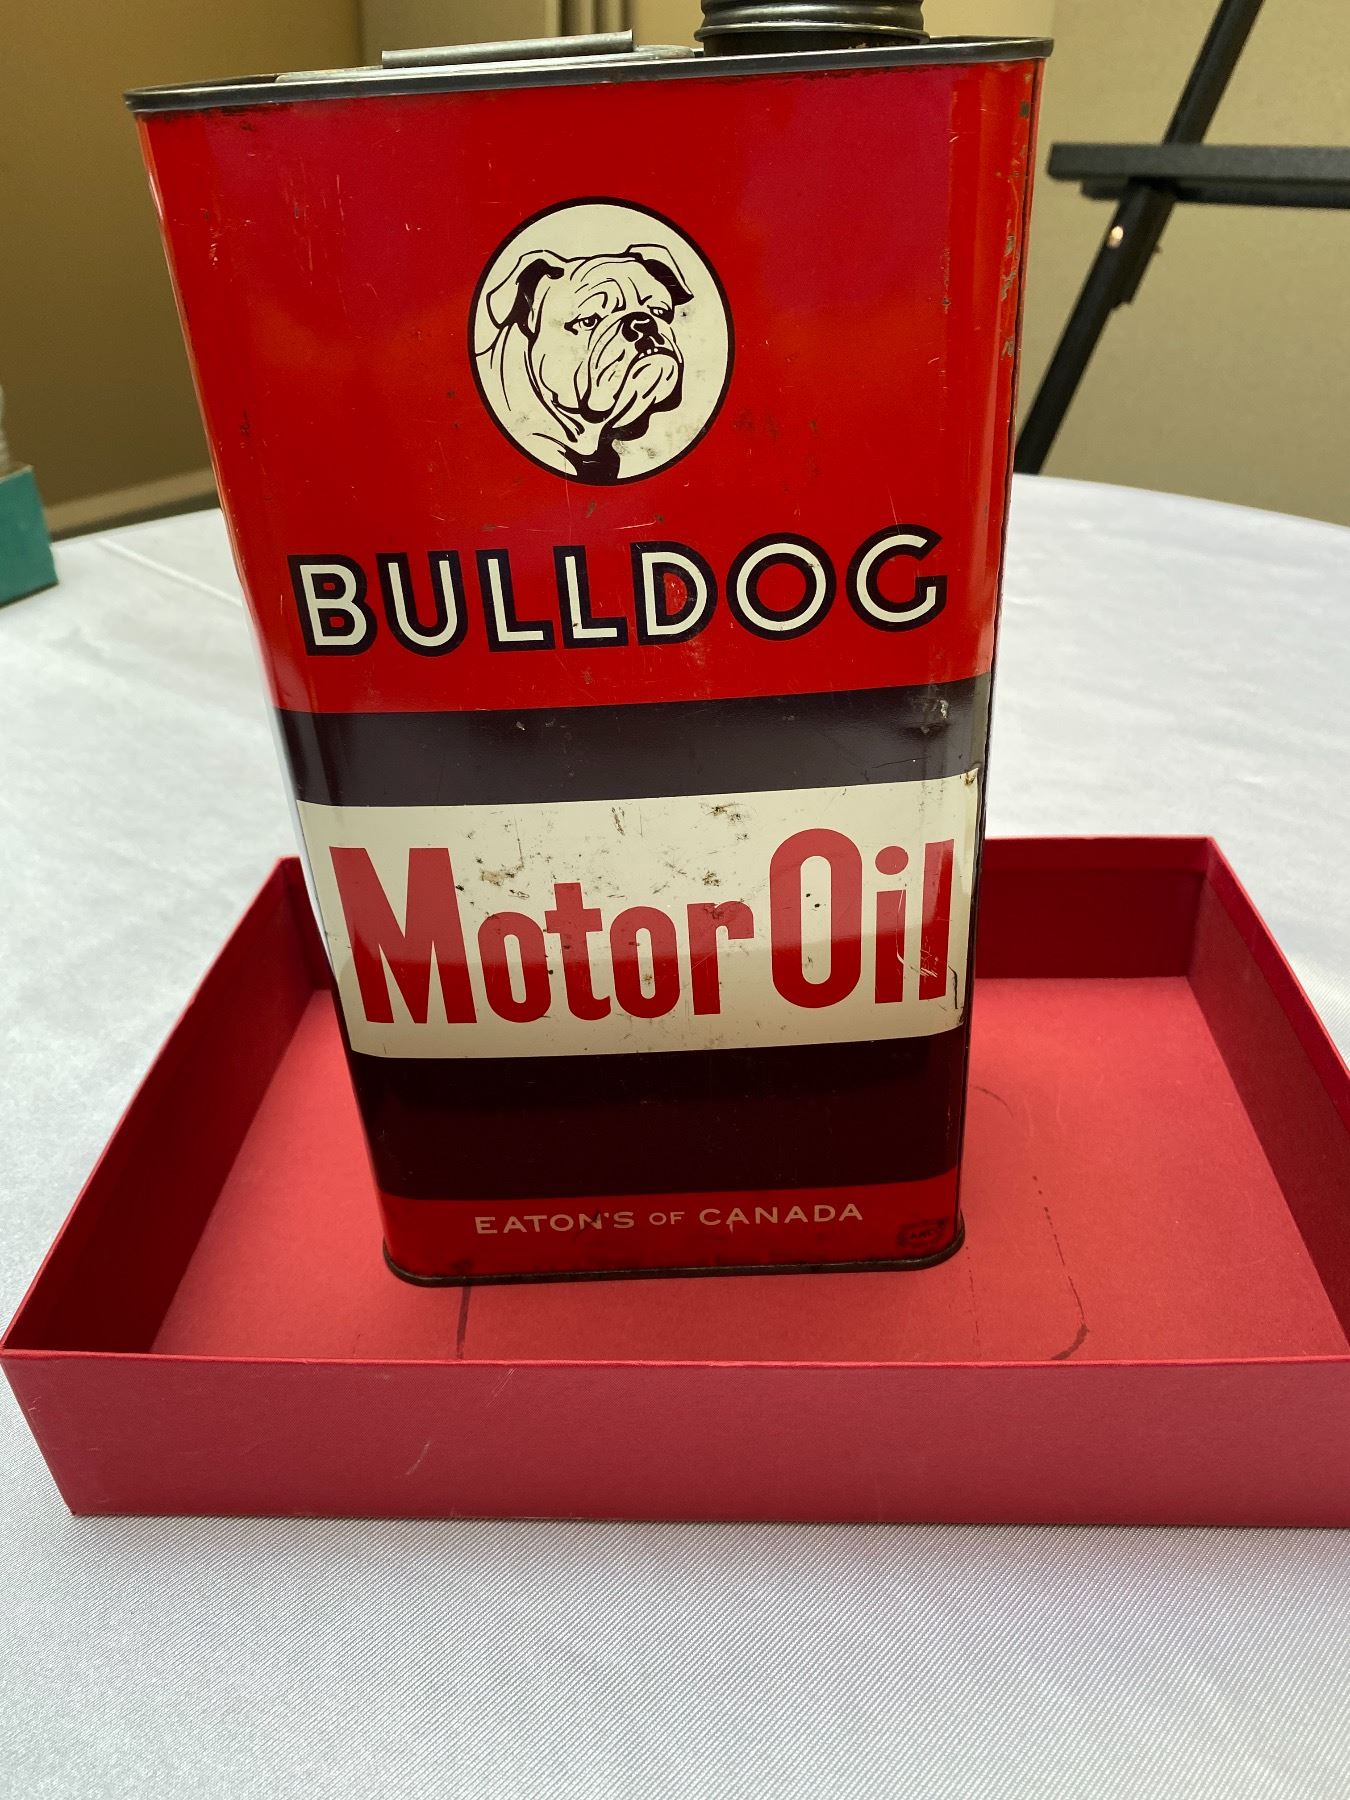 BULLDOG
Motor Oil
EATON'S OF CANADA